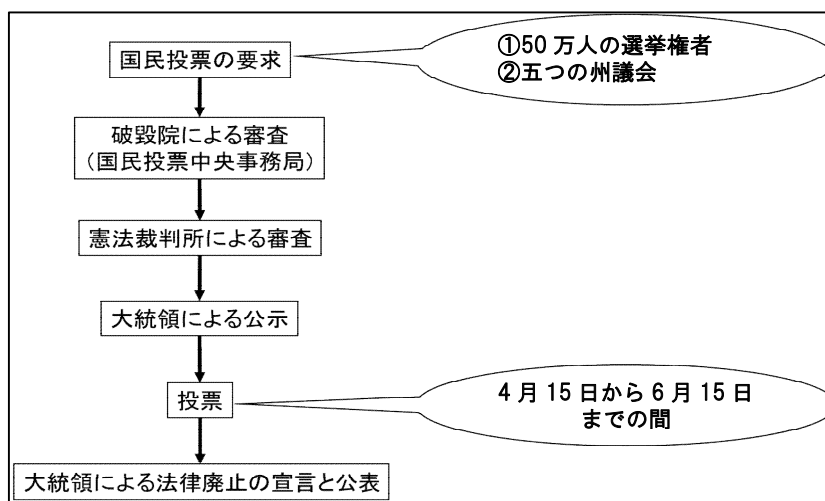 国民投票の要求
①50万人の選挙権者
②五つの州議会
破毀院による審査
（国民投票中央事務局）
憲法裁判所による審査
大統領による公示
投票
4月15日から6月15日
までの間
大統領による法律廃止の宣言と公表